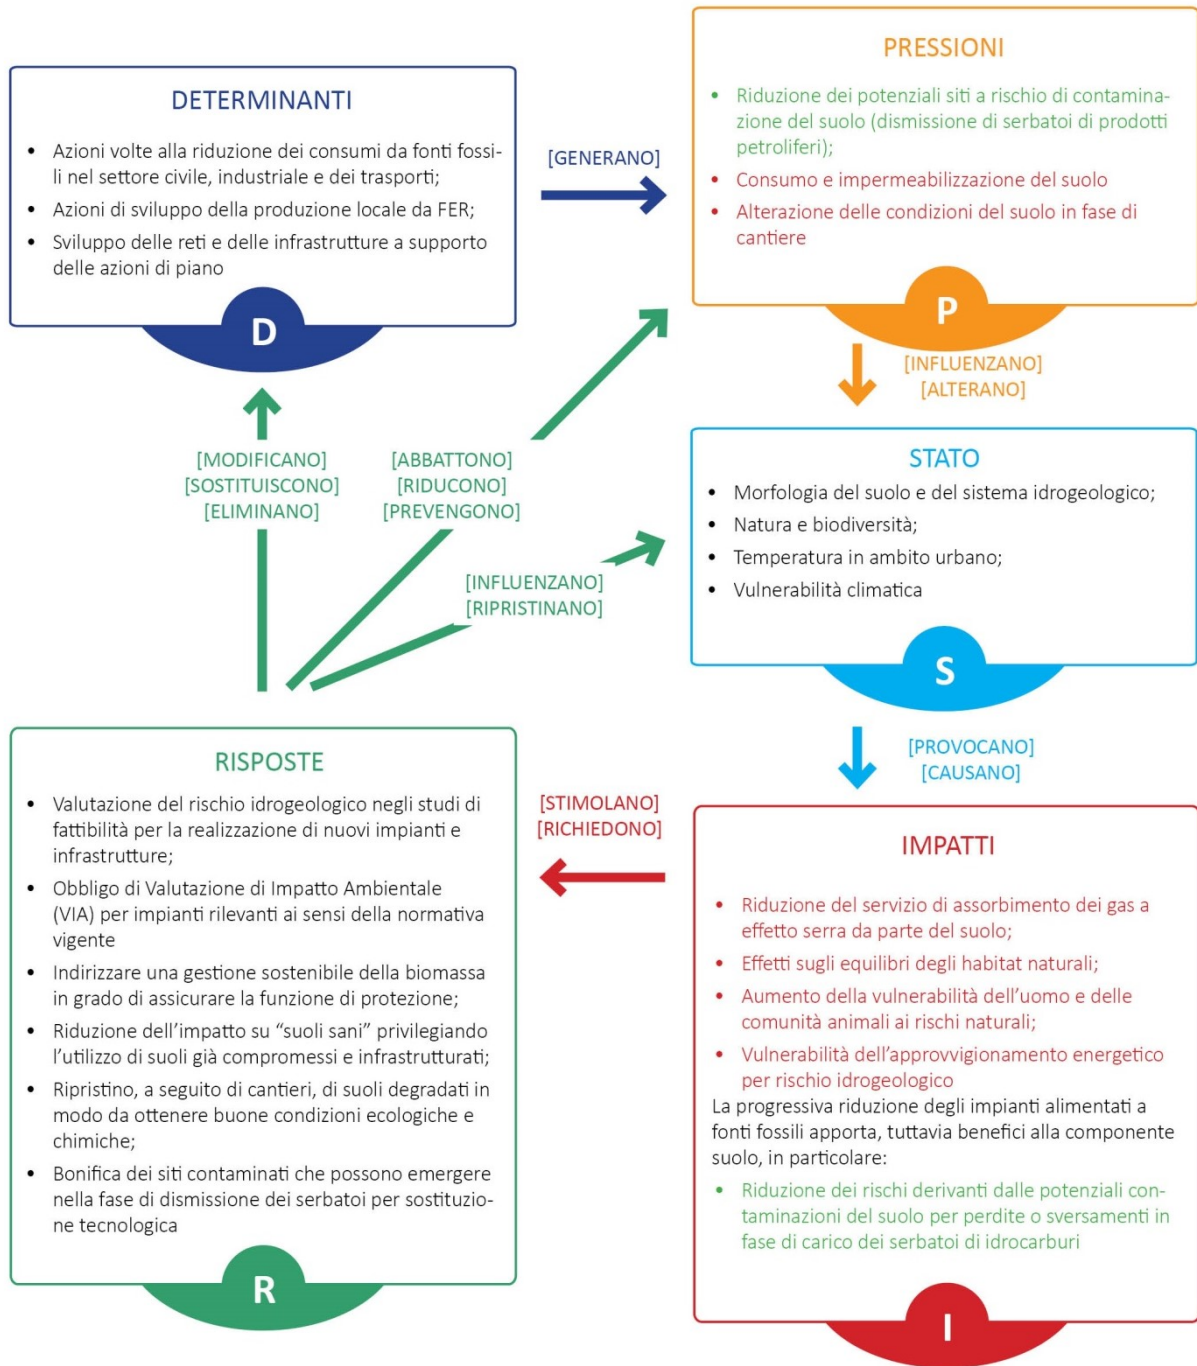 DETERMINANTI
• Azioni volte alla riduzione dei consumi da fonti fossi-
li nel settore civile, industriale e dei trasporti;
• Azioni di sviluppo della produzione locale da FER;
• Sviluppo delle reti e delle infrastrutture a supporto
delle azioni di piano
D
[GENERANO]
PRESSIONI
• Riduzione dei potenziali siti a rischio di contamina-
zione del suolo (dismissione di serbatoi di prodotti
petroliferi);
• Consumo e impermeabilizzazione del suolo
• Alterazione delle condizioni del suolo in fase di
cantiere
P
[INFLUENZANO]
[ALTERANO]
[MODIFICANO]
[SOSTITUISCONO]
[ELIMINANO]
[ABBATTONO]
[RIDUCONO]
[PREVENGONO]
[INFLUENZANO]
[RIPRISTINANO]
STATO
• Morfologia del suolo e del sistema idrogeologico;
• Natura e biodiversità;
• Temperatura in ambito urbano;
• Vulnerabilità climatica
S
[PROVOCANO]
[CAUSANO]
RISPOSTE
• Valutazione del rischio idrogeologico negli studi di
fattibilità per la realizzazione di nuovi impianti e
infrastrutture;
• Obbligo di Valutazione di Impatto Ambientale
(VIA) per impianti rilevanti ai sensi della normativa
vigente
• Indirizzare una gestione sostenibile della biomassa
in grado di assicurare la funzione di protezione;
• Riduzione dell’impatto su “suoli sani” privilegiando
l’utilizzo di suoli già compromessi e infrastrutturati;
• Ripristino, a seguito di cantieri, di suoli degradati in
modo da ottenere buone condizioni ecologiche e
chimiche;
• Bonifica dei siti contaminati che possono emergere
nella fase di dismissione dei serbatoi per sostituzio-
ne tecnologica
R
[STIMOLANO]
[RICHIEDONO]
IMPATTI
• Riduzione del servizio di assorbimento dei gas a
effetto serra da parte del suolo;
• Effetti sugli equilibri degli habitat naturali;
• Aumento della vulnerabilità dell’uomo e delle
comunità animali ai rischi naturali;
• Vulnerabilità dell’approvvigionamento energetico
per rischio idrogeologico
La progressiva riduzione degli impianti alimentati a
fonti fossili apporta, tuttavia benefici alla componente
suolo, in particolare:
• Riduzione dei rischi derivanti dalle potenziali con-
taminazioni del suolo per perdite o sversamenti in
fase di carico dei serbatoi di idrocarburi
I